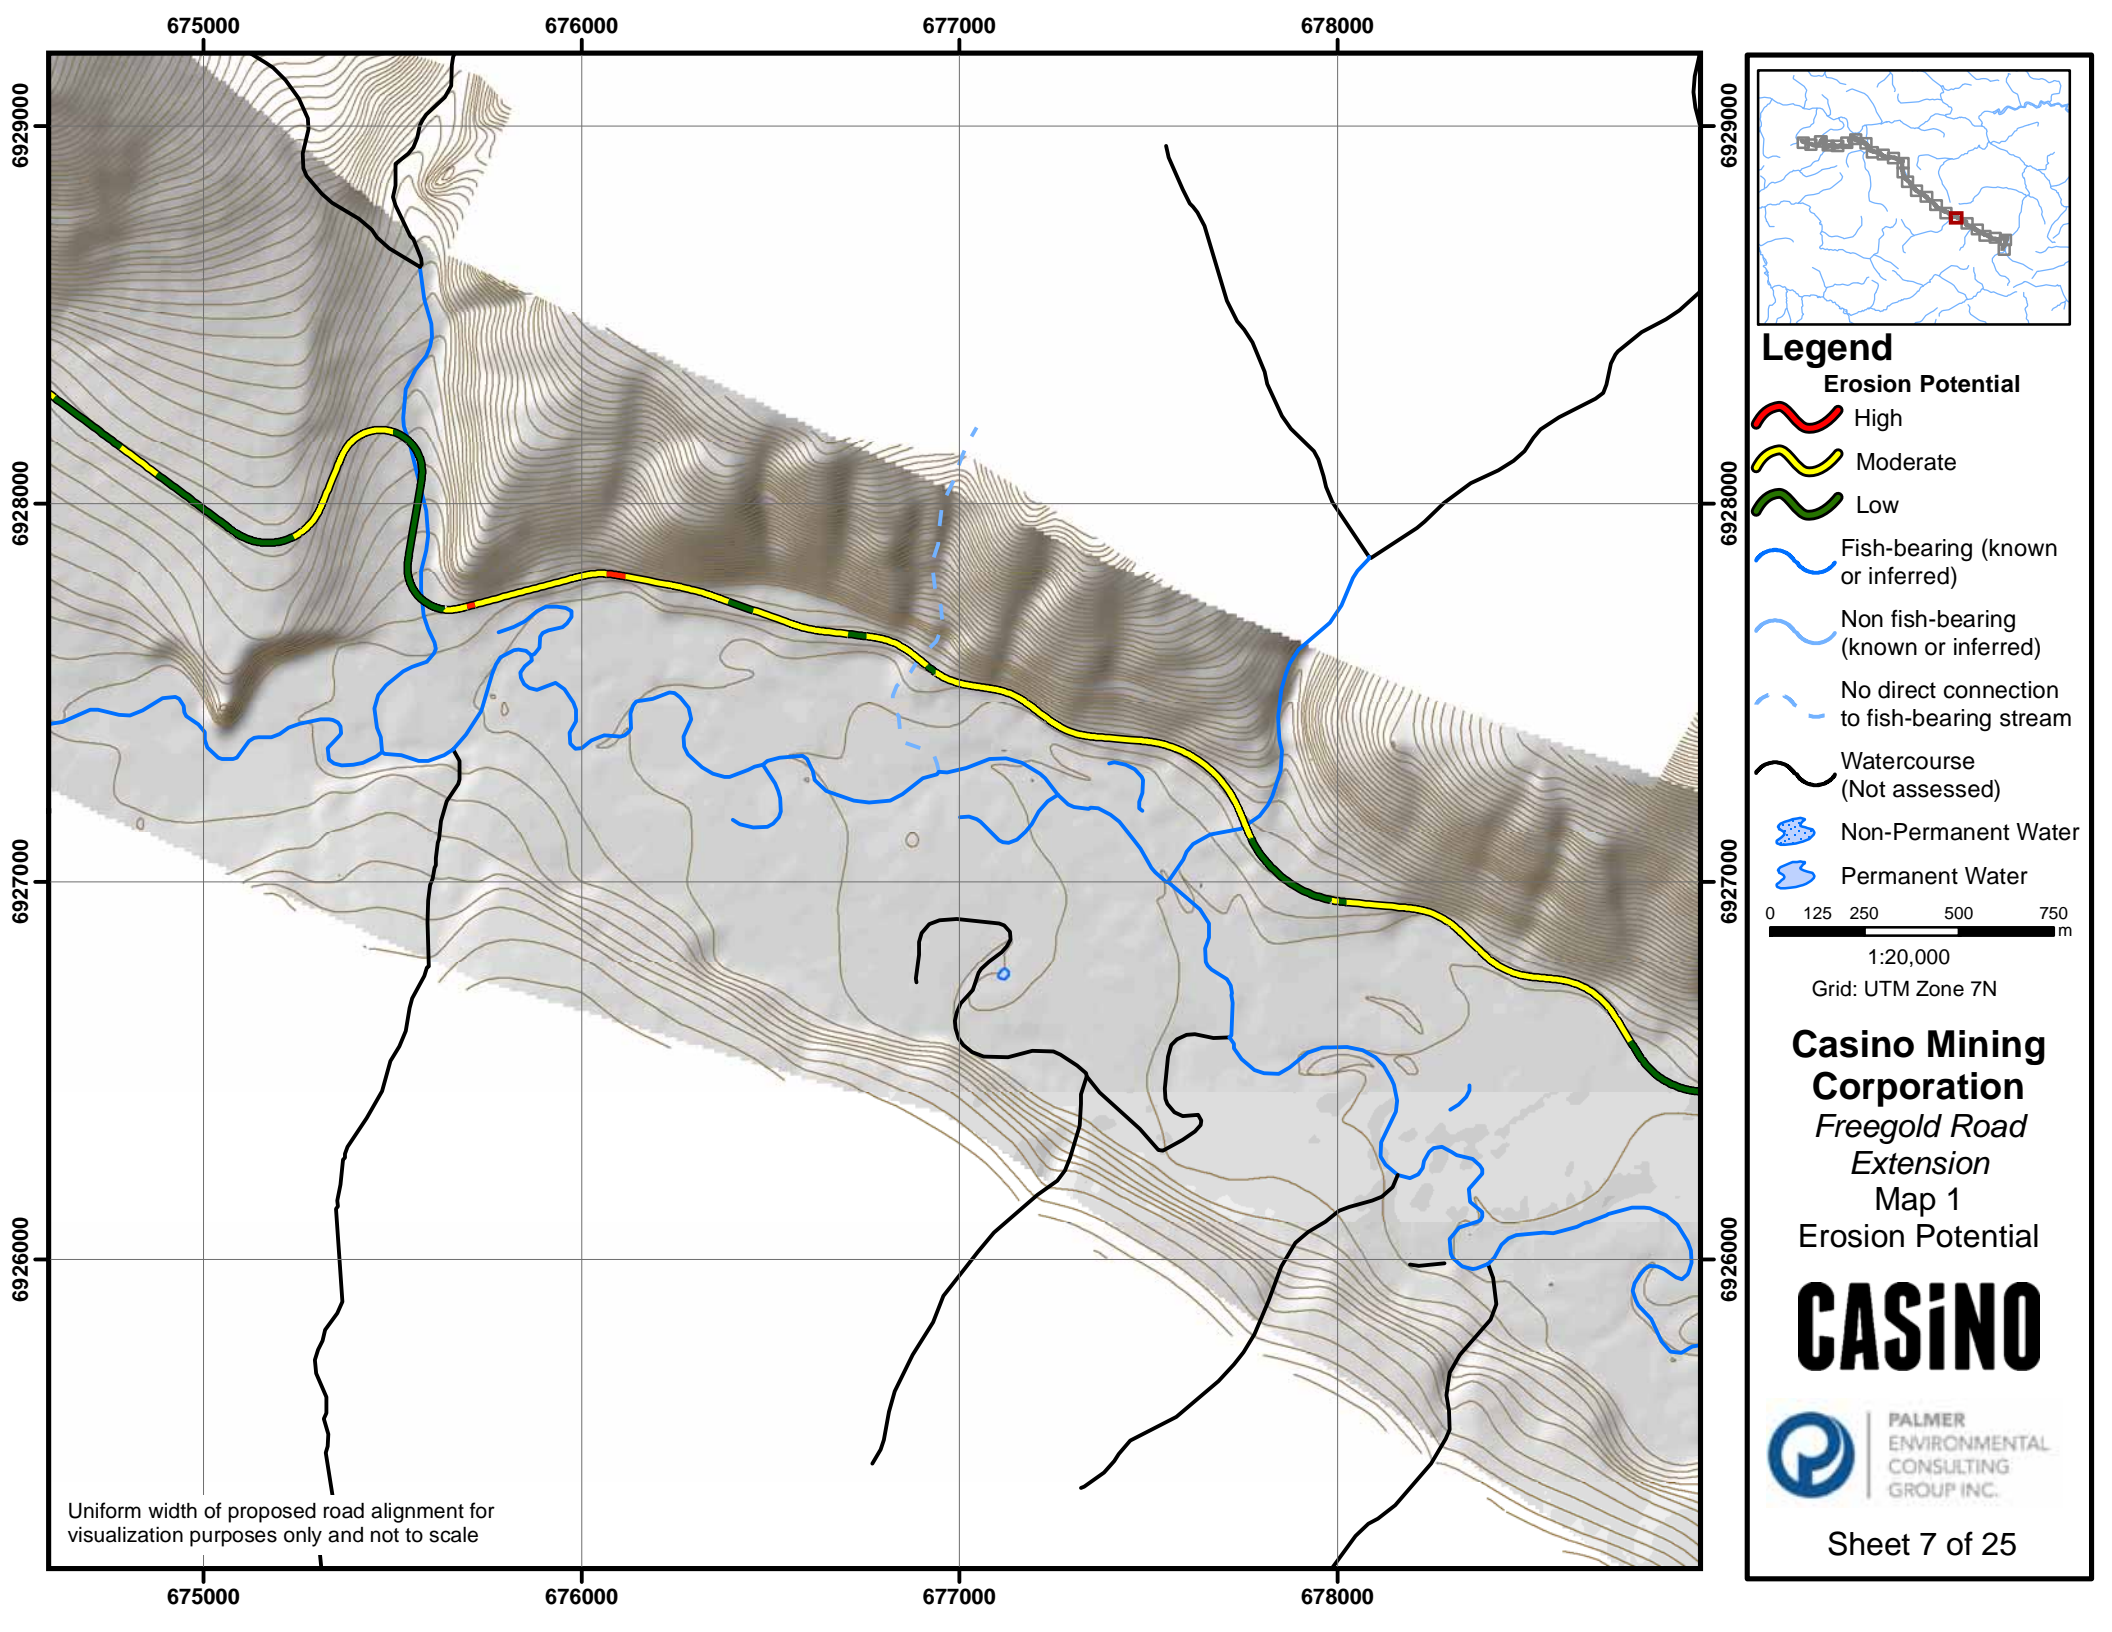 675000 676000 677000 678000
6929000 6929000
6928000 6928000
6927000 6927000
6926000 6926000
Uniform width of proposed road alignment for
visualization purposes only and not to scale
675000 676000 677000 678000
Legend
Erosion Potential
High
Moderate
Low
Fish-bearing (known
or inferred)
Non fish-bearing
(known or inferred)
No direct connection
to fish-bearing stream
Watercourse
(Not assessed)
Non-Permanent Water
Permanent Water
0 125 250 500 750
m
1:20,000
Grid: UTM Zone 7N
Casino Mining
Corporation
Freegold Road
Extension
Map 1
Erosion Potential
CASiNO
PALMER
ENVIRONMENTAL
CONSULTING
GROUP INC.
Sheet 7 of 25